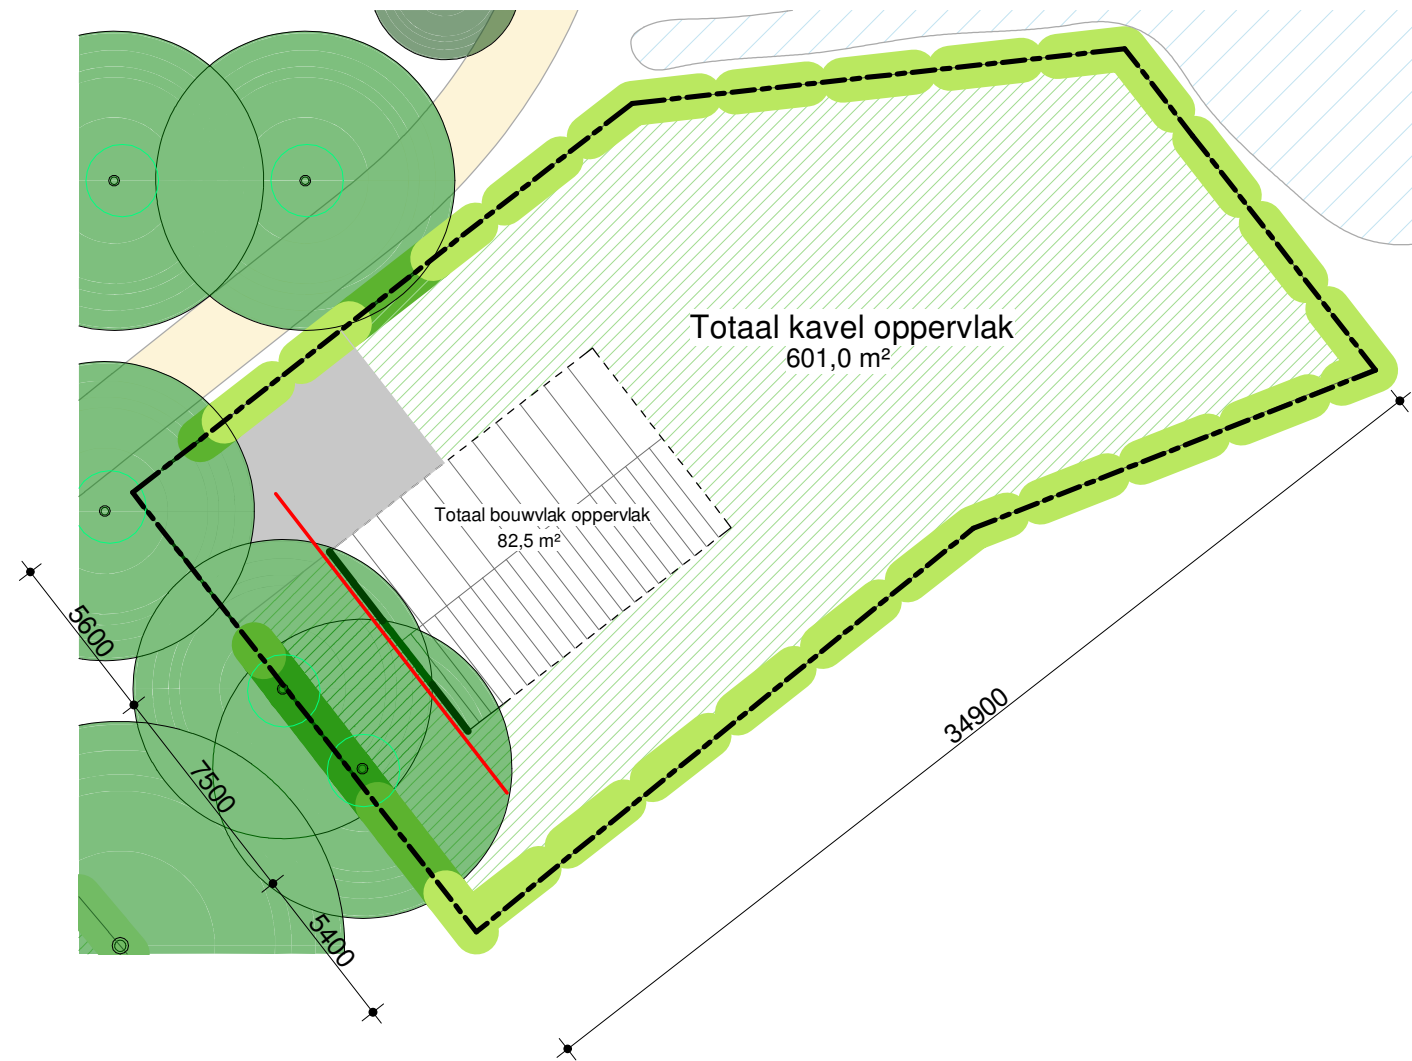 Totaal kavel oppervlak
601,0 m²
Totaal bouwvlak oppervlak
82,5 m²
5600
7500
5400
34900